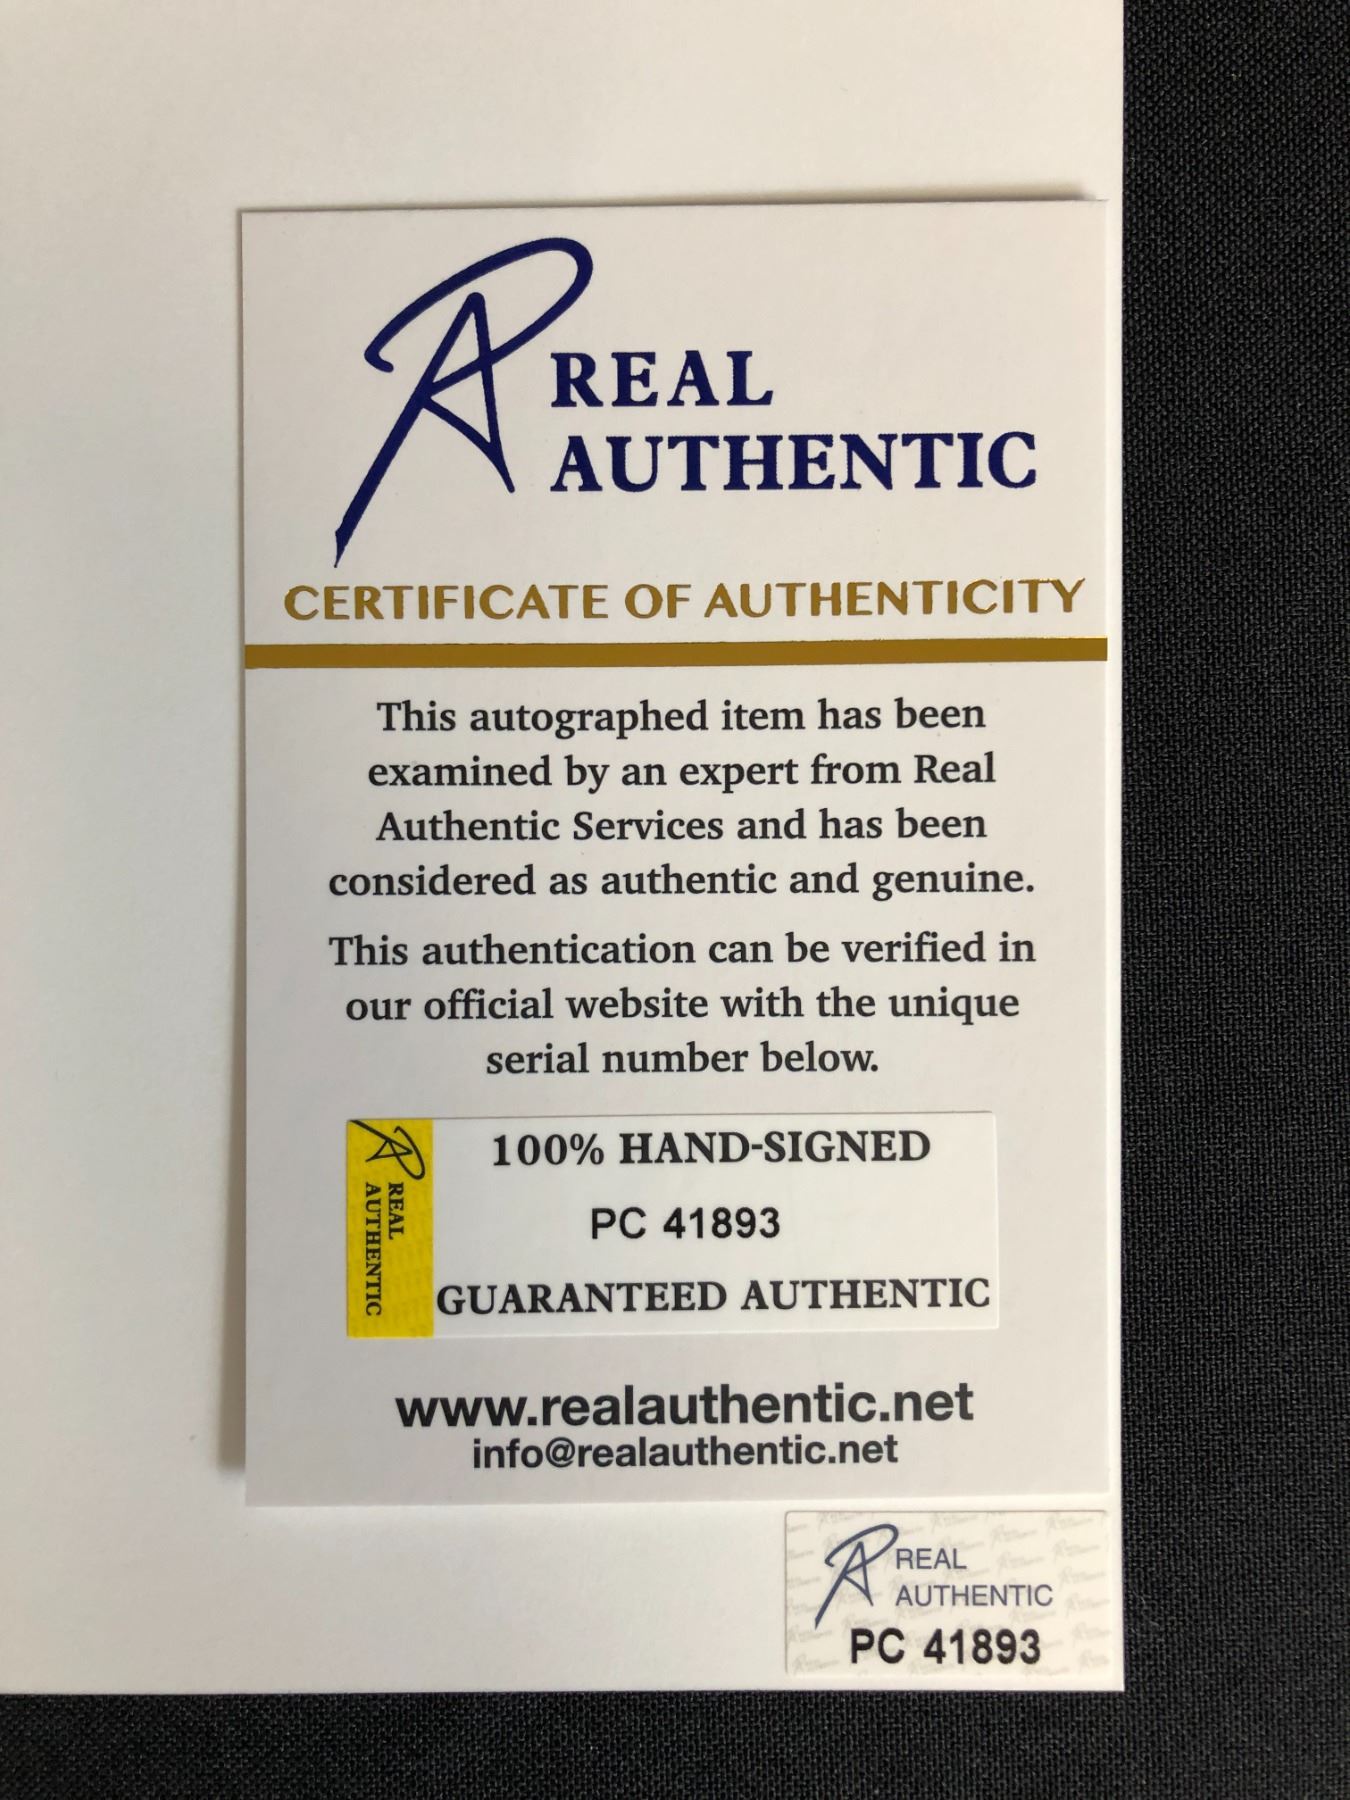 REAL
AUTHENTIC
CERTIFICATE OF AUTHENTICITY
This autographed item has been
examined by an expert from Real
Authentic Services and has been
considered as authentic and genuine.
This authentication can be verified in
our official website with the unique
serial number below.
REAL
AUTHENTIC
100% HAND-SIGNED
PC 41893
GUARANTEED AUTHENTIC
www.realauthentic.net
info@realauthentic.net
REAL
AUTHENTIC
PC 41893